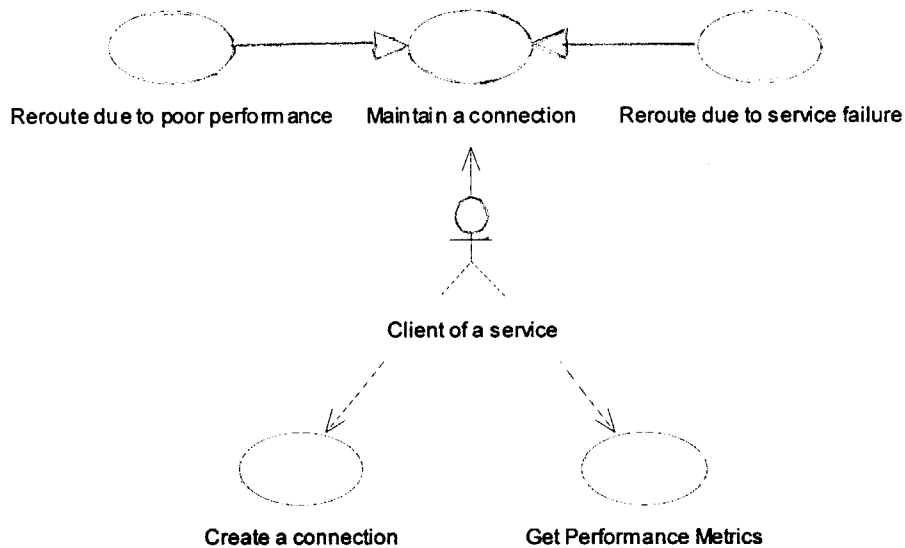 Reroute due to poor performance
Maintain a connection
Reroute due to service failure
Client of a service
Create a connection
Get Performance Metrics